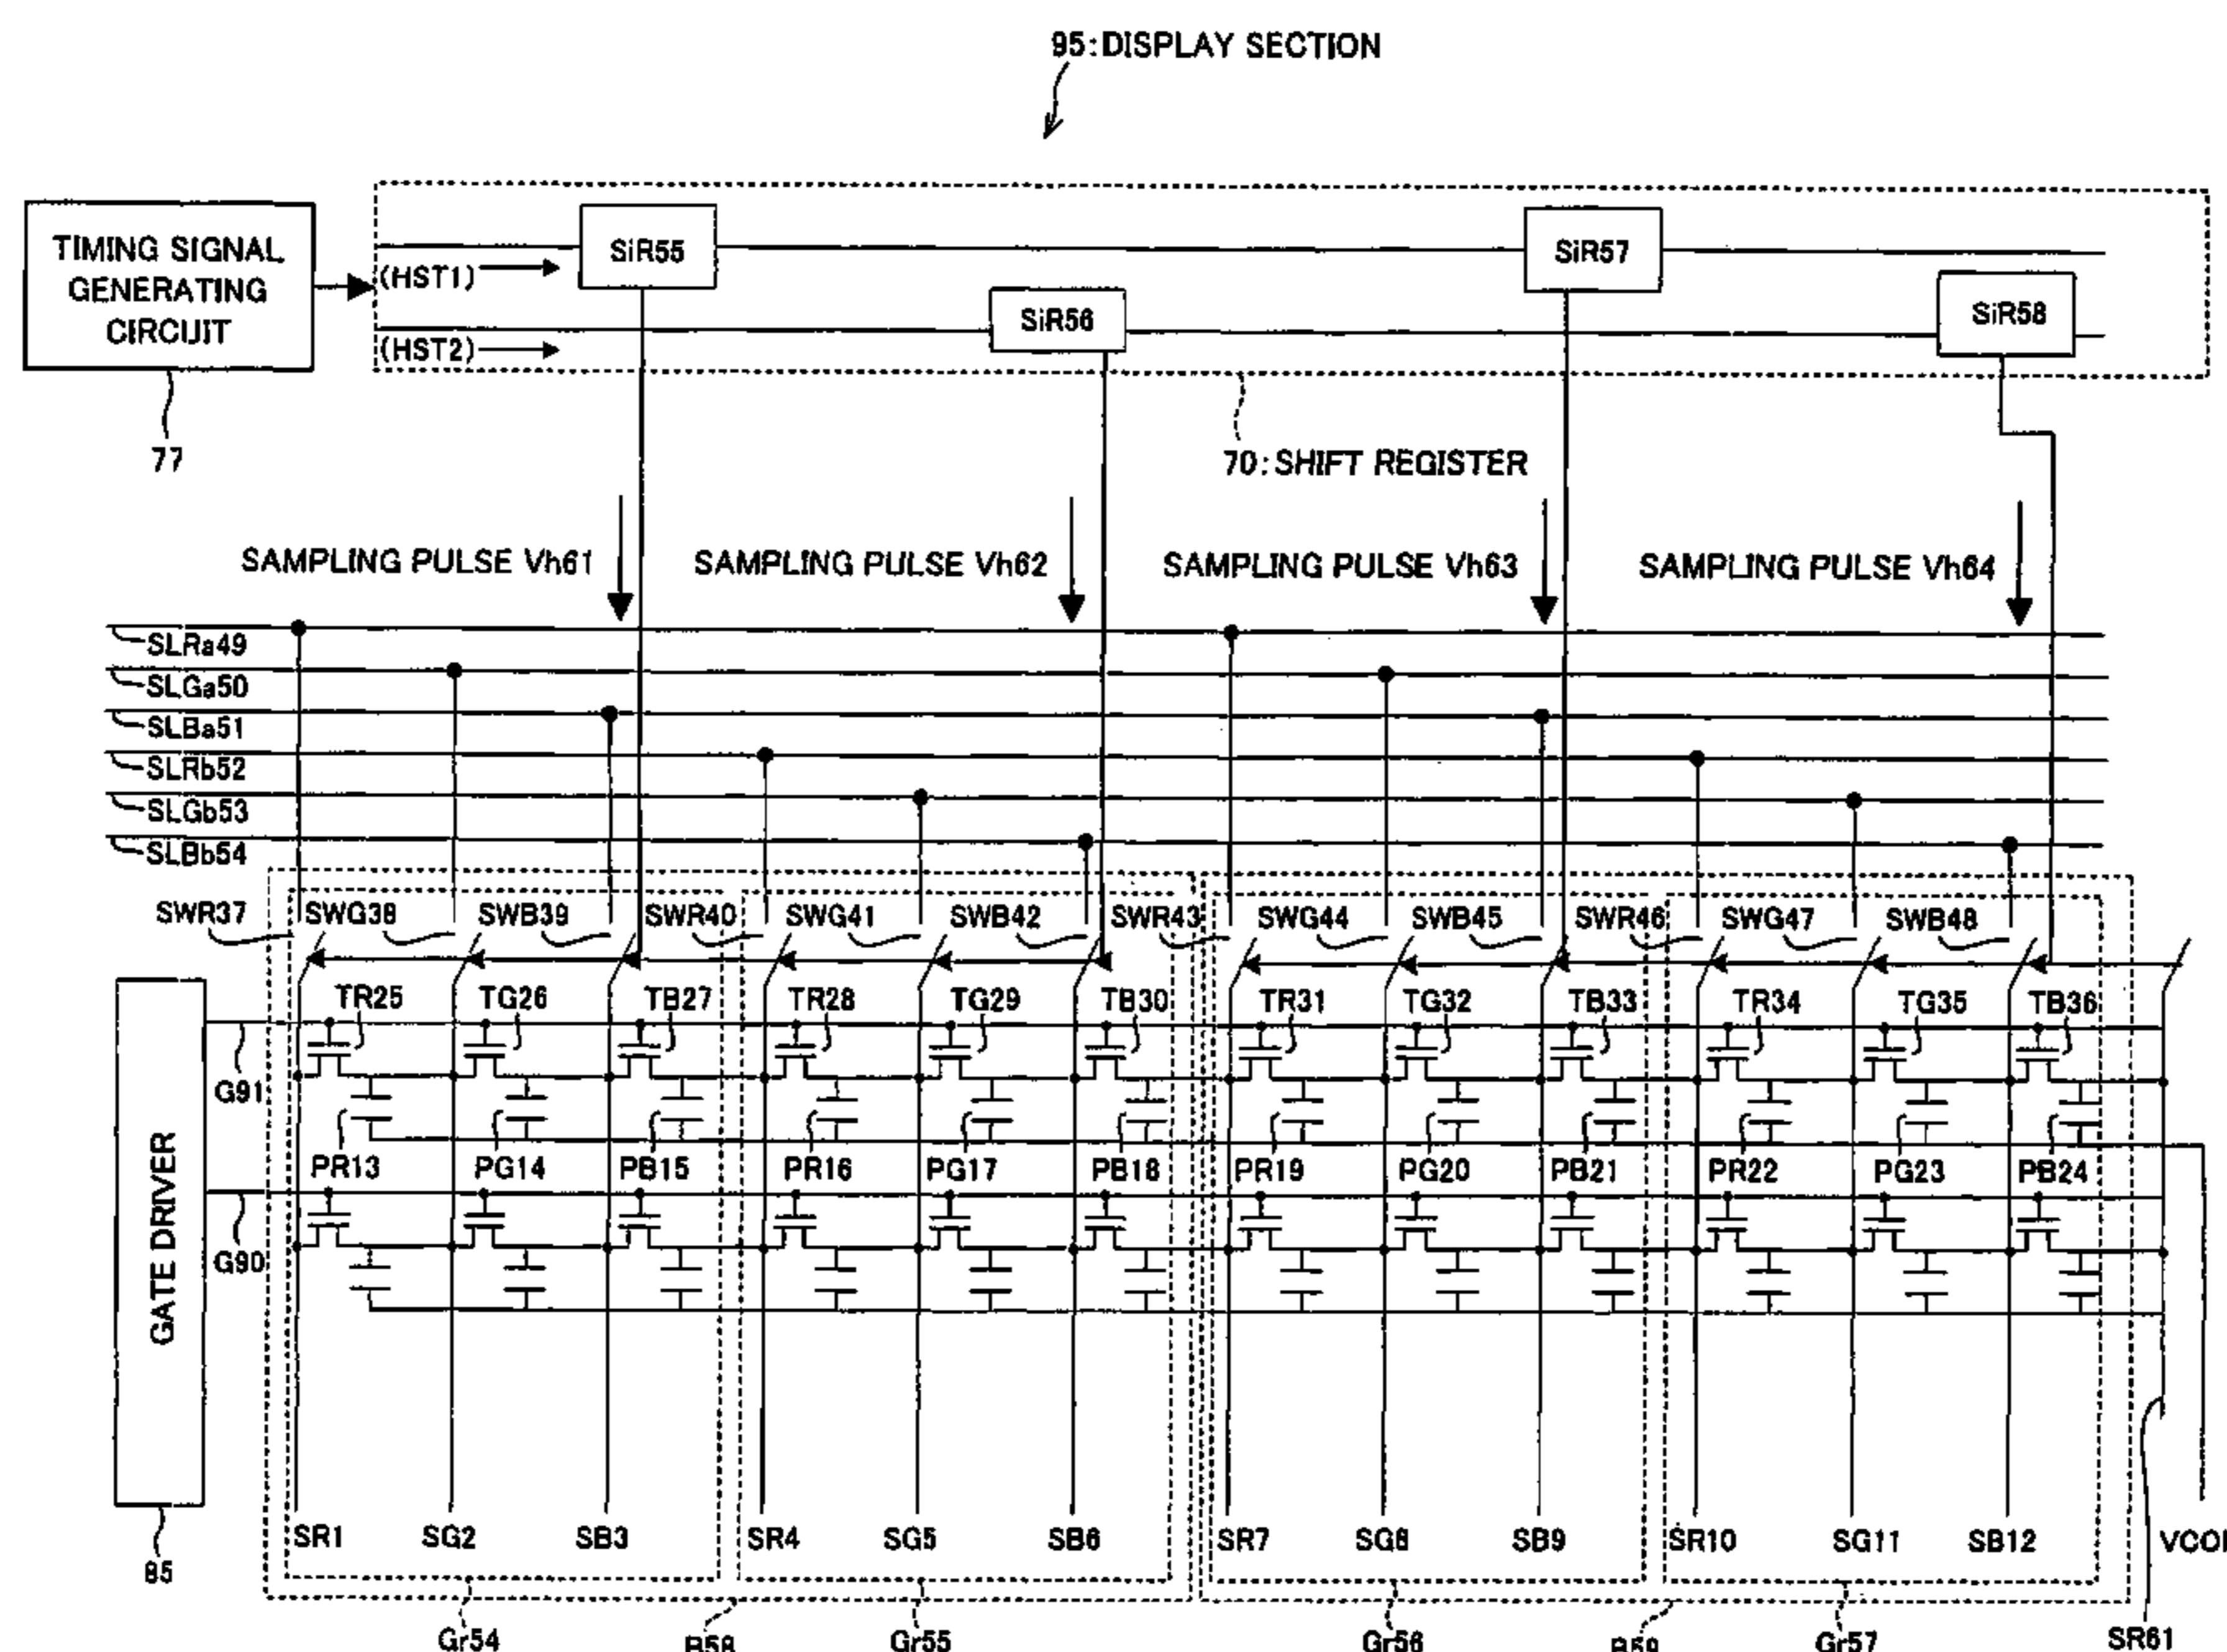 95:DISPLAY SECTION
TIMING SIGNAL
GENERATING
CIRCUIT
77
(HST1)
(HST2)
SiR55
SiR56
SiR57
SiR58
70:SHIFT REGISTER
SAMPLING PULSE Vh61
SAMPLING PULSE Vh62
SAMPLING PULSE Vh63
SAMPLING PULSE Vh64
SLRa49
SLGa50
SLBa51
SLRb52
SLGb53
SLBb54
SWR37 SWG38 SWB39 SWR40 SWG41 SWB42 SWR43 SWG44 SWB45 SWR46 SWG47 SWB48
TR25 TG26 TB27 TR28 TG29 TB30 TR31 TG32 TB33 TR34 TG35 TB36
G91
PR13 PG14 PB15 PR16 PG17 PB18 PR19 PG20 PB21 PR22 PG23 PB24
G90
GATE DRIVER
85
SR1 SG2 SB3 SR4 SG5 SB6 SR7 SG8 SB9 SR10 SG11 SB12
Gr54 B58 Gr55 Gr56 B59 Gr57 SR61